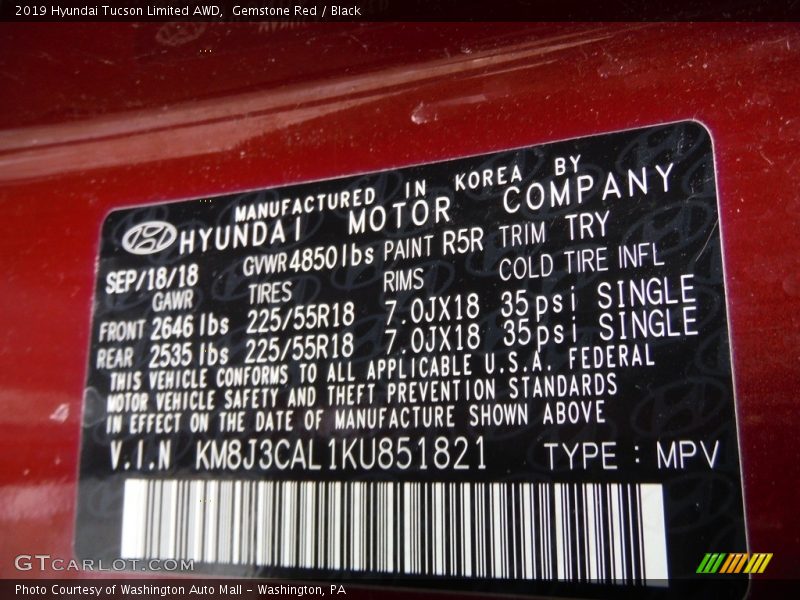 2019 Hyundai Tucson Limited AWD,  Gemstone Red / Black
MANUFACTURED IN KOREA BY
HYUNDAI MOTOR COMPANY
SEP/18/18 GVWR 4850lbs PAINT R5R TRIM TRY
GAWR TIRES RIMS COLD TIRE INFL
FRONT 2646 lbs 225/55R18 7.0JX18 35psi SINGLE
REAR 2535 lbs 225/55R18 7.0JX18 35psi SINGLE
THIS VEHICLE CONFORMS TO ALL APPLICABLE U.S.A. FEDERAL
MOTOR VEHICLE SAFETY AND THEFT PREVENTION STANDARDS
IN EFFECT ON THE DATE OF MANUFACTURE SHOWN ABOVE
V.I.N KM8J3CAL1KU851821 TYPE : MPV
GTCARLOT.COM
Photo Courtesy of Washington Auto Mall - Washington, PA